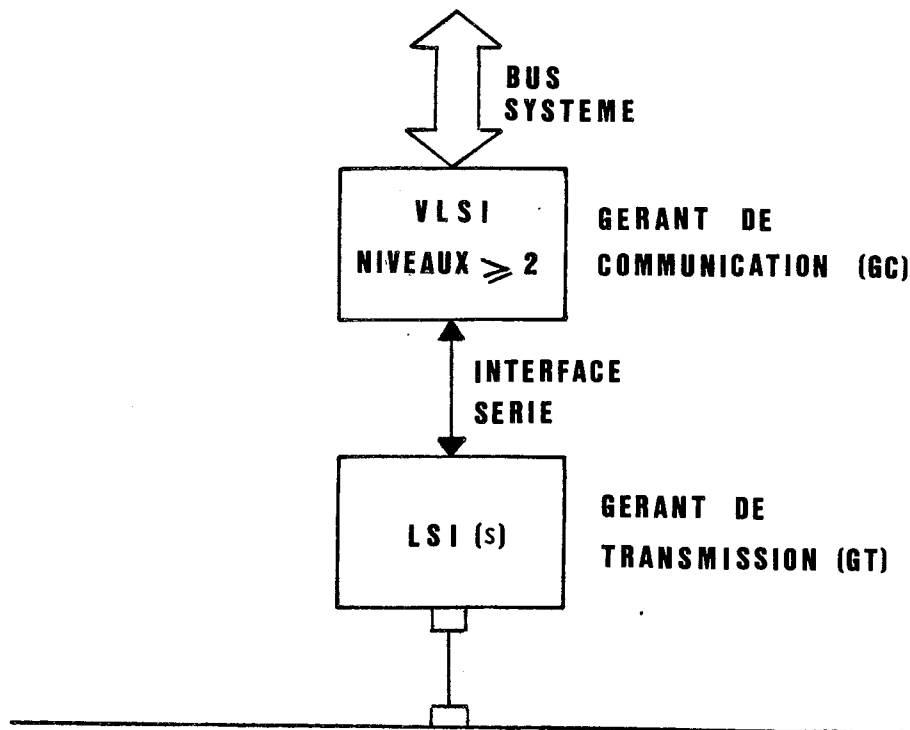 BUS
SYSTEME
VLSI
NIVEAUX ⩾ 2
GERANT DE
COMMUNICATION (GC)
INTERFACE
SERIE
LSI (s)
GERANT DE
TRANSMISSION (GT)